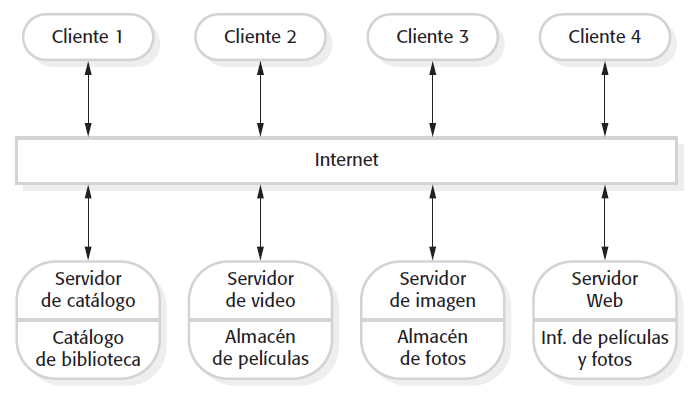 Cliente 1
Cliente 2
Cliente 3
Cliente 4
Internet
Servidor
de catálogo
Catálogo
de biblioteca
Servidor
de video
Almacén
de películas
Servidor
de imagen
Almacén
de fotos
Servidor
Web
Inf. de películas
y fotos